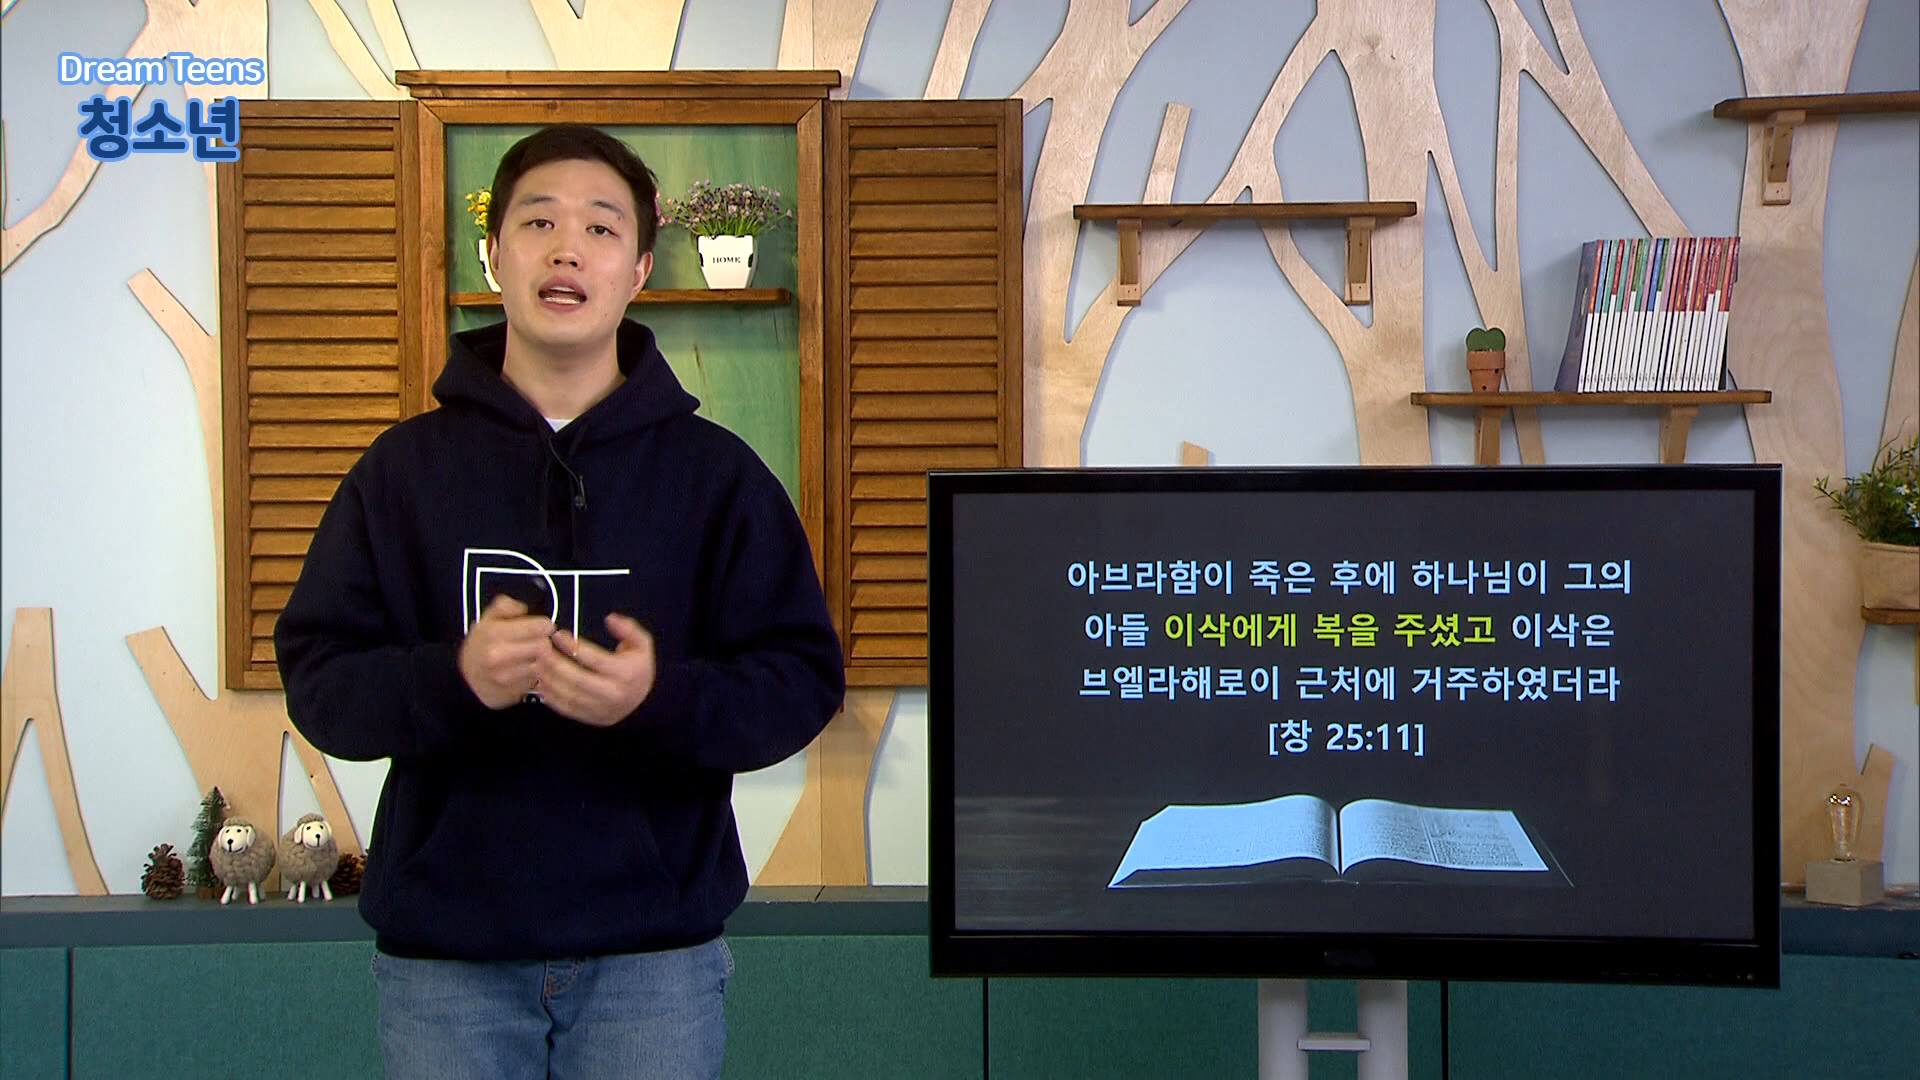 Dream Teens
청소년
HOME
DT
아브라함이 죽은 후에 하나님이 그의
아들 이삭에게 복을 주셨고 이삭은
브엘라해로이 근처에 거주하였더라
[창 25:11]